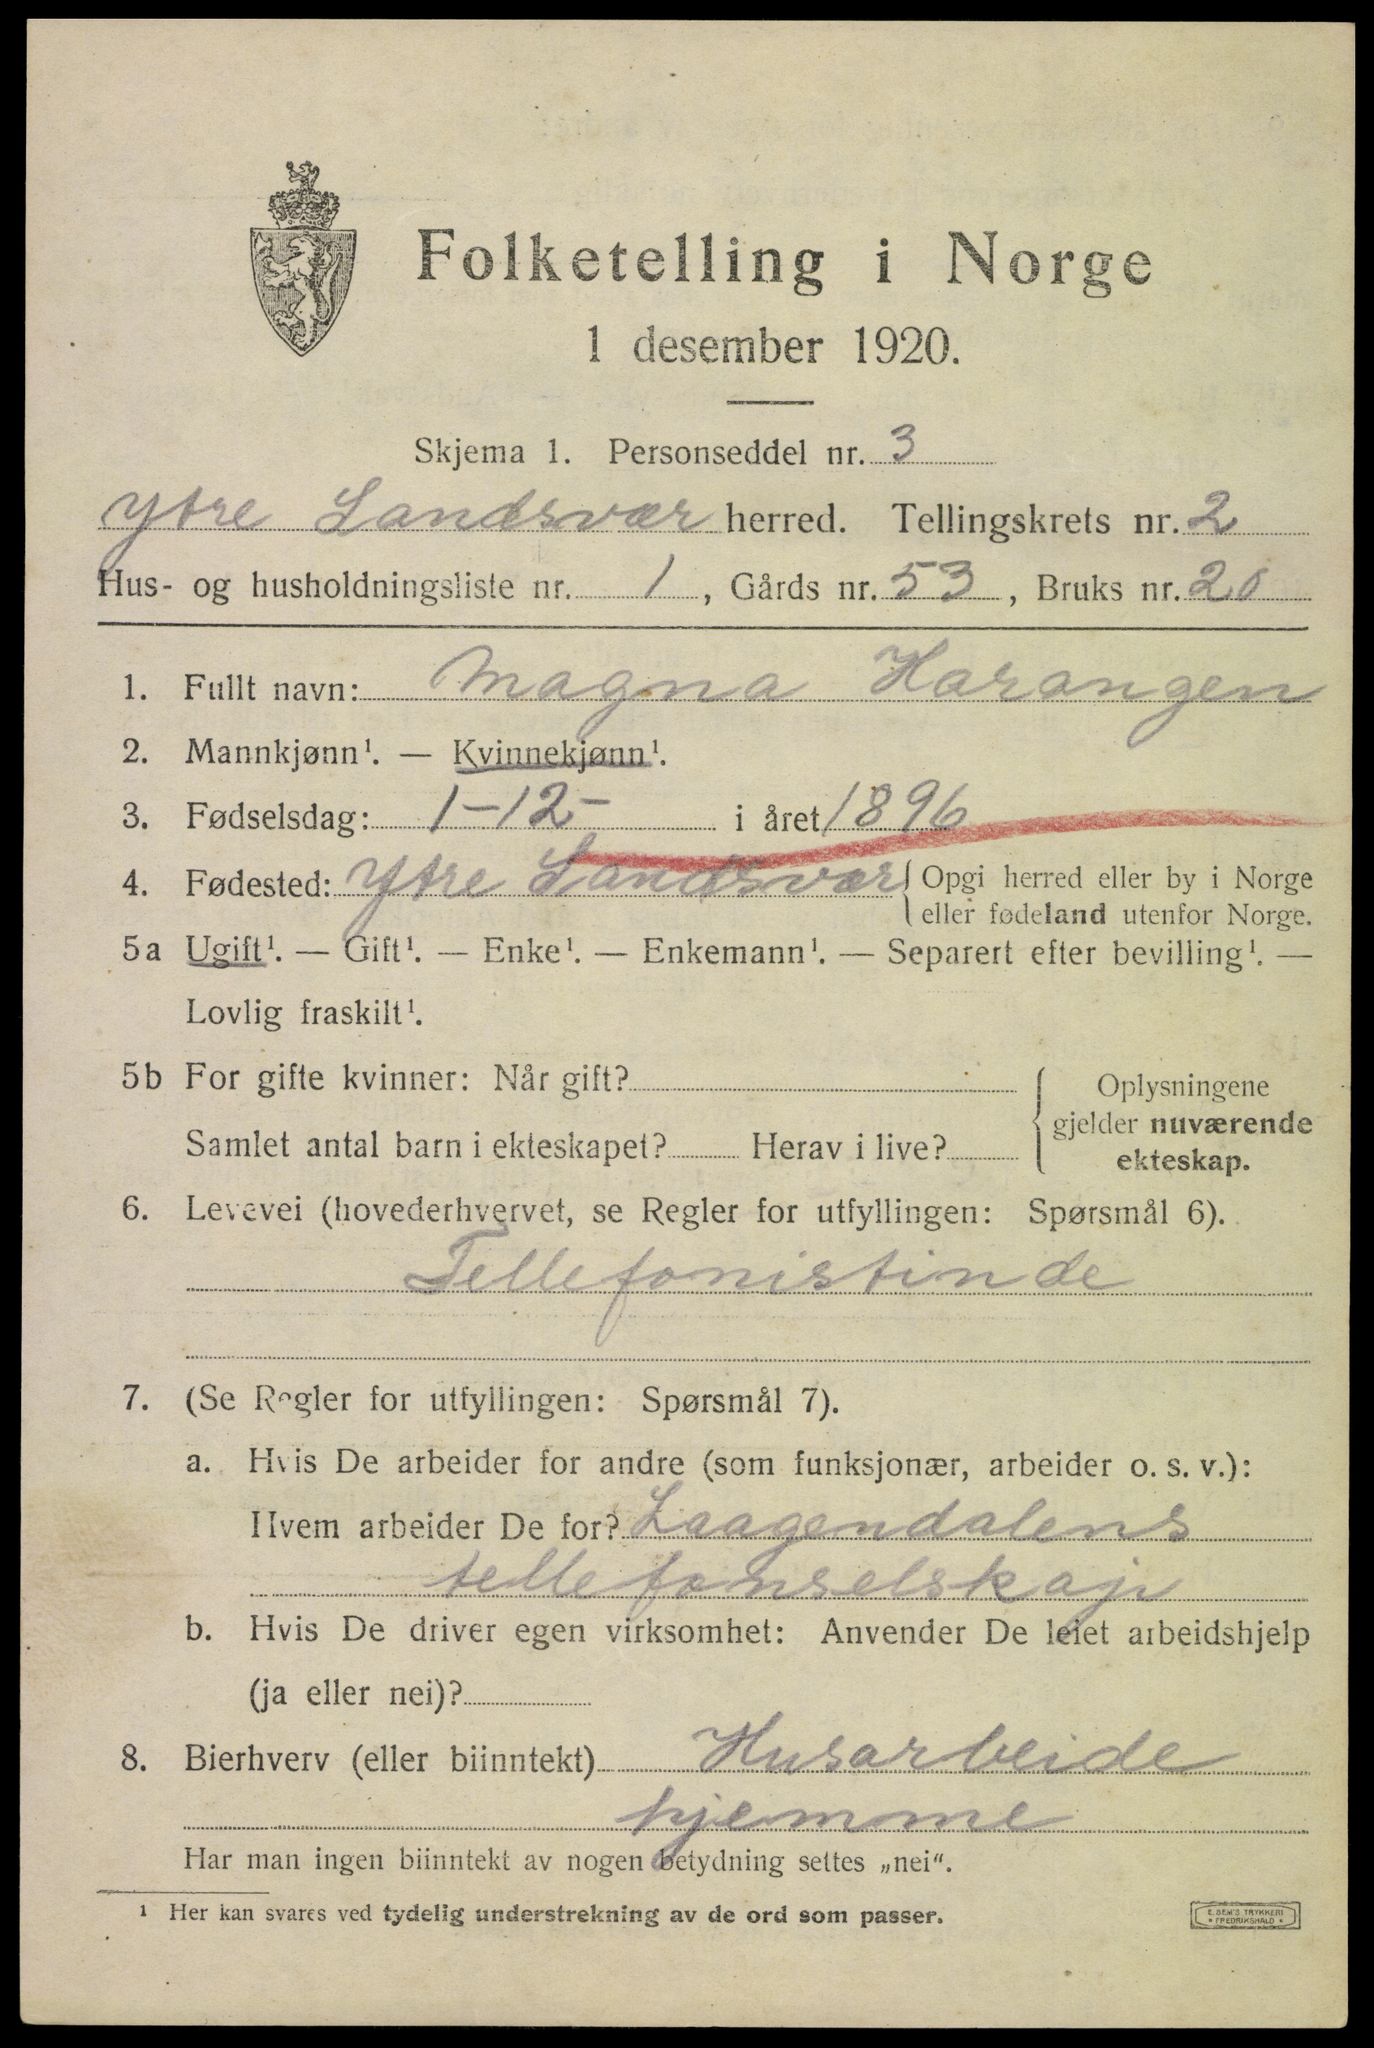 Folketelling i Norge
1 desember 1920.
Skjema 1. Personseddel nr. 3
Ytre Sandsvær herred. Tellingskrets nr. 2
Hus- og husholdningsliste nr. 1, Gårds nr. 53, Bruks nr. 20
1. Fullt navn: Magna Harangen
2. Mannkjønn¹. — Kvinnekjønn¹.
3. Fødselsdag: 1-12- i året 1896
4. Fødested: Ytre Sandsvær { Opgi herred eller by i Norge
eller fødeland utenfor Norge.
5a Ugift¹. — Gift¹. — Enke¹. — Enkemann¹. — Separert efter bevilling¹. —
Lovlig fraskilt¹.
5b For gifte kvinner: Når gift?
Samlet antal barn i ekteskapet? Herav i live?
{ Oplysningene
gjelder nuværende
ekteskap.
6. Levevei (hovederhvervet, se Regler for utfyllingen: Spørsmål 6).
Tellefonistinde
7. (Se Regler for utfyllingen: Spørsmål 7).
a. Hvis De arbeider for andre (som funksjonær, arbeider o. s. v.):
Hvem arbeider De for? Laagendalens
tellefonselskap
b. Hvis De driver egen virksomhet: Anvender De leiet arbeidshjelp
(ja eller nei)?
8. Bierhverv (eller biinntekt) Husarbeide
hjemme
Har man ingen biinntekt av nogen betydning settes „nei“.
¹ Her kan svares ved tydelig understrekning av de ord som passer.
E. SEM'S TRYKKERI
FREDRIKSHALD